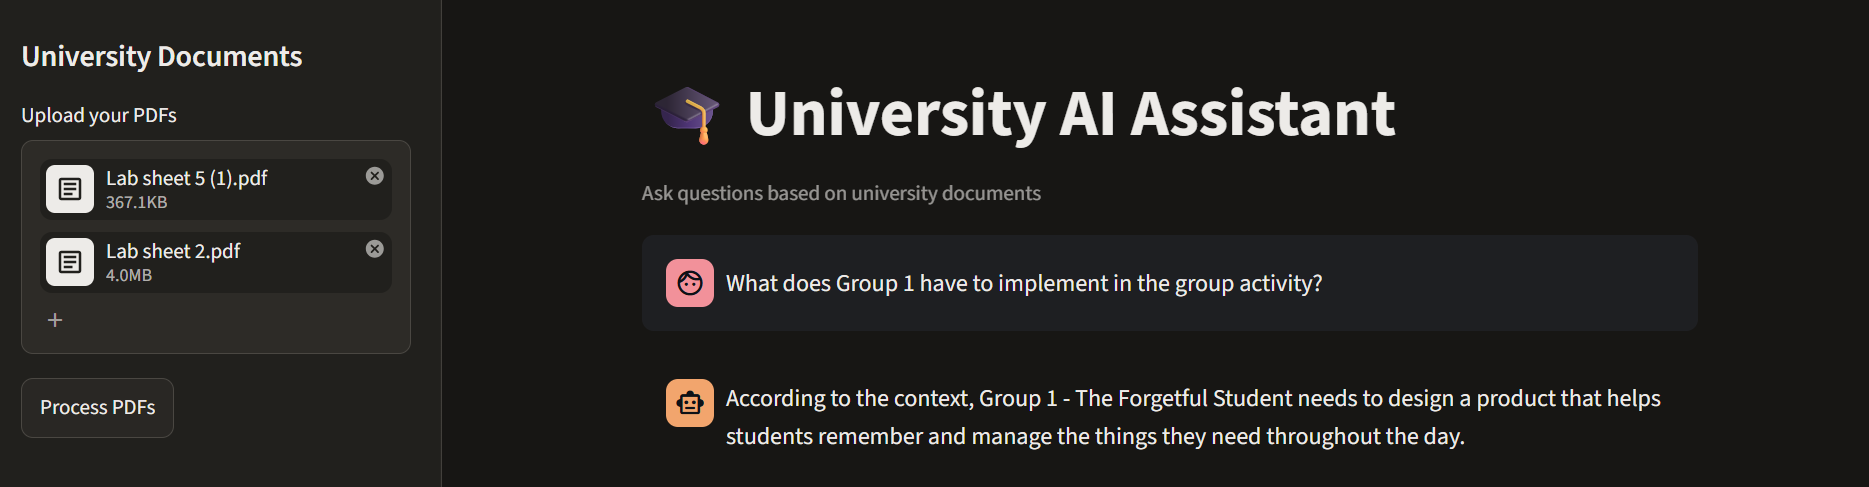 University Documents
Upload your PDFs
Lab sheet 5 (1).pdf
367.1KB
Lab sheet 2.pdf
4.0MB
+
Process PDFs
University AI Assistant
Ask questions based on university documents
What does Group 1 have to implement in the group activity?
According to the context, Group 1 - The Forgetful Student needs to design a product that helps
students remember and manage the things they need throughout the day.